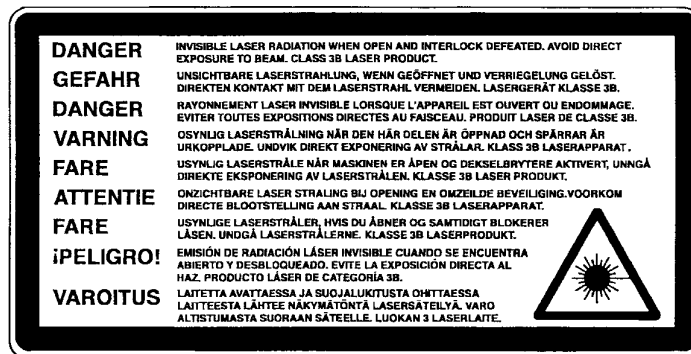 DANGER INVISIBLE LASER RADIATION WHEN OPEN AND INTERLOCK DEFEATED. AVOID DIRECT
EXPOSURE TO BEAM. CLASS 3B LASER PRODUCT.
GEFAHR UNSICHTBARE LASERSTRAHLUNG, WENN GEÖFFNET UND VERRIEGELUNG GELÖST.
DIREKTEN KONTAKT MIT DEM LASERSTRAHL VERMEIDEN. LASERGERÄT KLASSE 3B.
DANGER RAYONNEMENT LASER INVISIBLE LORSQUE L'APPAREIL EST OUVERT OU ENDOMMAGE.
EVITER TOUTES EXPOSITIONS DIRECTES AU FAISCEAU. PRODUIT LASER DE CLASSE 3B.
VARNING OSYNLIG LASERSTRÅLNING NÄR DEN HÄR DELEN ÄR ÖPPNAD OCH SPÄRRAR ÄR
URKOPPLADE. UNDVIK DIREKT EXPONERING AV STRÅLAR. KLASS 3B LASERAPPARAT.
FARE USYNLIG LASERSTRÅLE NÅR MASKINEN ER ÅPEN OG DEKSELBRYTERE AKTIVERT, UNNGÅ
DIREKTE EKSPONERING AV LASERSTRÅLEN. KLASSE 3B LASER PRODUKT.
ATTENTIE ONZICHTBARE LASER STRALING BIJ OPENING EN OMZEILDE BEVEILIGING.VOORKOM
DIRECTE BLOOTSTELLING AAN STRAAL. KLASSE 3B LASERAPPARAT.
FARE USYNLIGE LASERSTRÅLER, HVIS DU ÅBNER OG SAMTIDIGT BLOKERER
LÅSEN. UNDGÅ LASERSTRÅLERNE. KLASSE 3B LASERPRODUKT.
¡PELIGRO! EMISIÓN DE RADIACIÓN LÁSER INVISIBLE CUANDO SE ENCUENTRA
ABIERTO Y DESBLOQUEADO. EVITE LA EXPOSICIÓN DIRECTA AL
HAZ. PRODUCTO LÁSER DE CATEGORÍA 3B.
VAROITUS LAITETTA AVATTAESSA JA SUOJALUKITUSTA OHITTAESSA
LAITTEESTA LÄHTEE NÄKYMÄTÖNTÄ LASERSÄTEILYÄ. VARO
ALTISTUMASTA SUORAAN SÄTEELLE. LUOKAN 3 LASERLAITE.